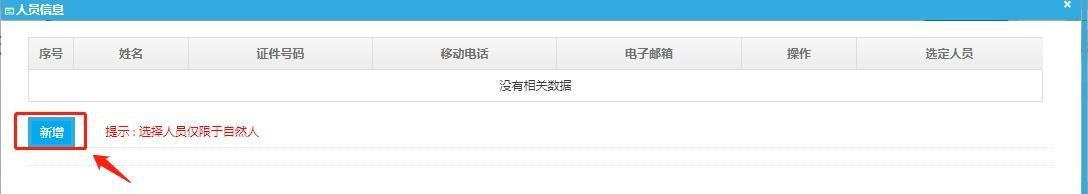 人员信息
序号 姓名 证件号码 移动电话 电子邮箱 操作 选定人员
没有相关数据
新增 提示：选择人员仅限于自然人